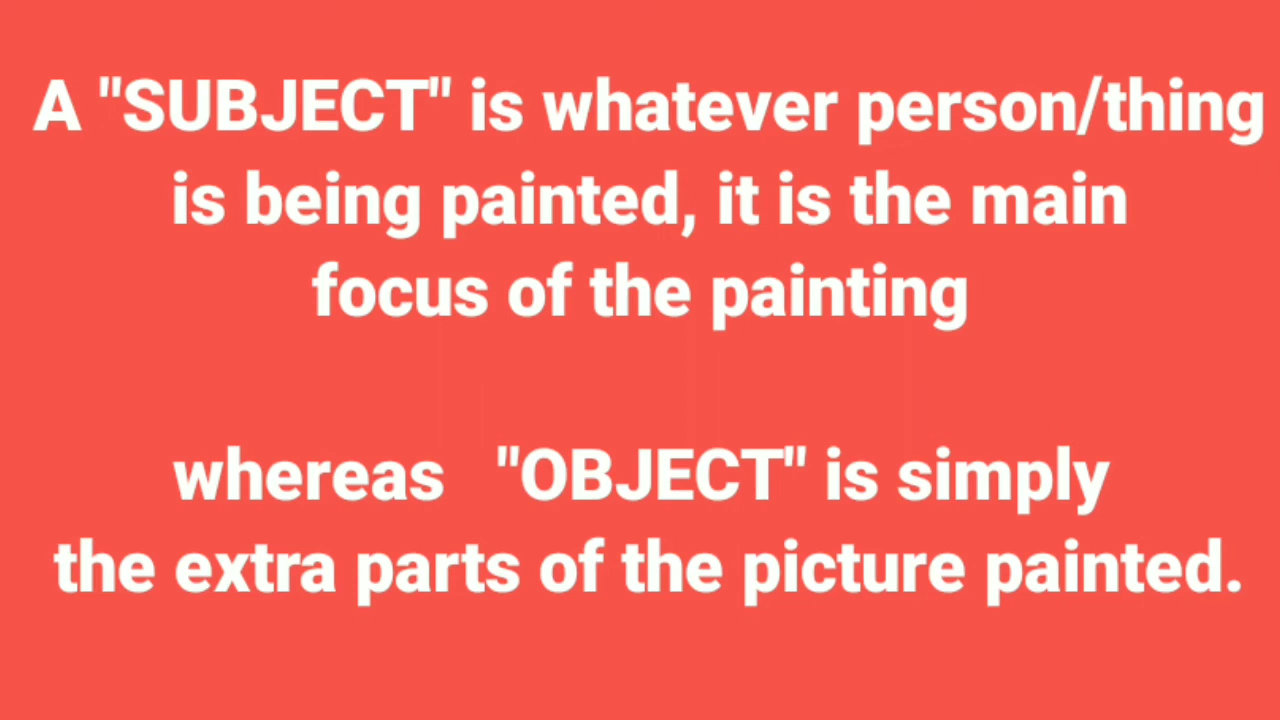 A "SUBJECT" is whatever person/thing
is being painted, it is the main
focus of the painting
whereas "OBJECT" is simply
the extra parts of the picture painted.